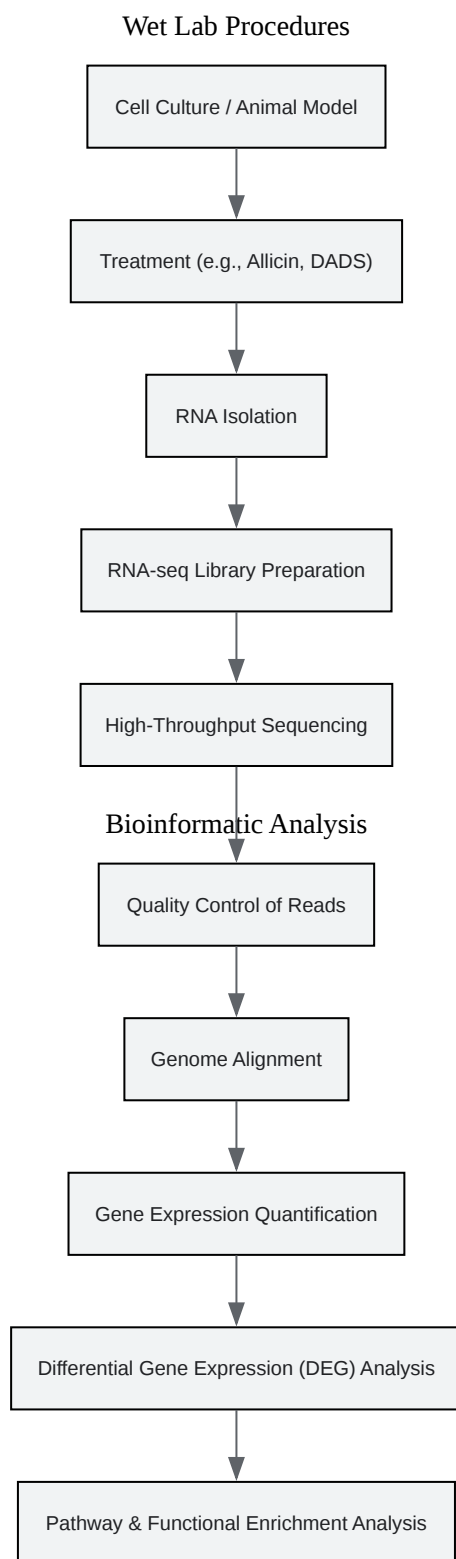 Wet Lab Procedures
Cell Culture / Animal Model
Treatment (e.g., Allicin, DADS)
RNA Isolation
RNA-seq Library Preparation
High-Throughput Sequencing
Bioinformatic Analysis
Quality Control of Reads
Genome Alignment
Gene Expression Quantification
Differential Gene Expression (DEG) Analysis
Pathway & Functional Enrichment Analysis